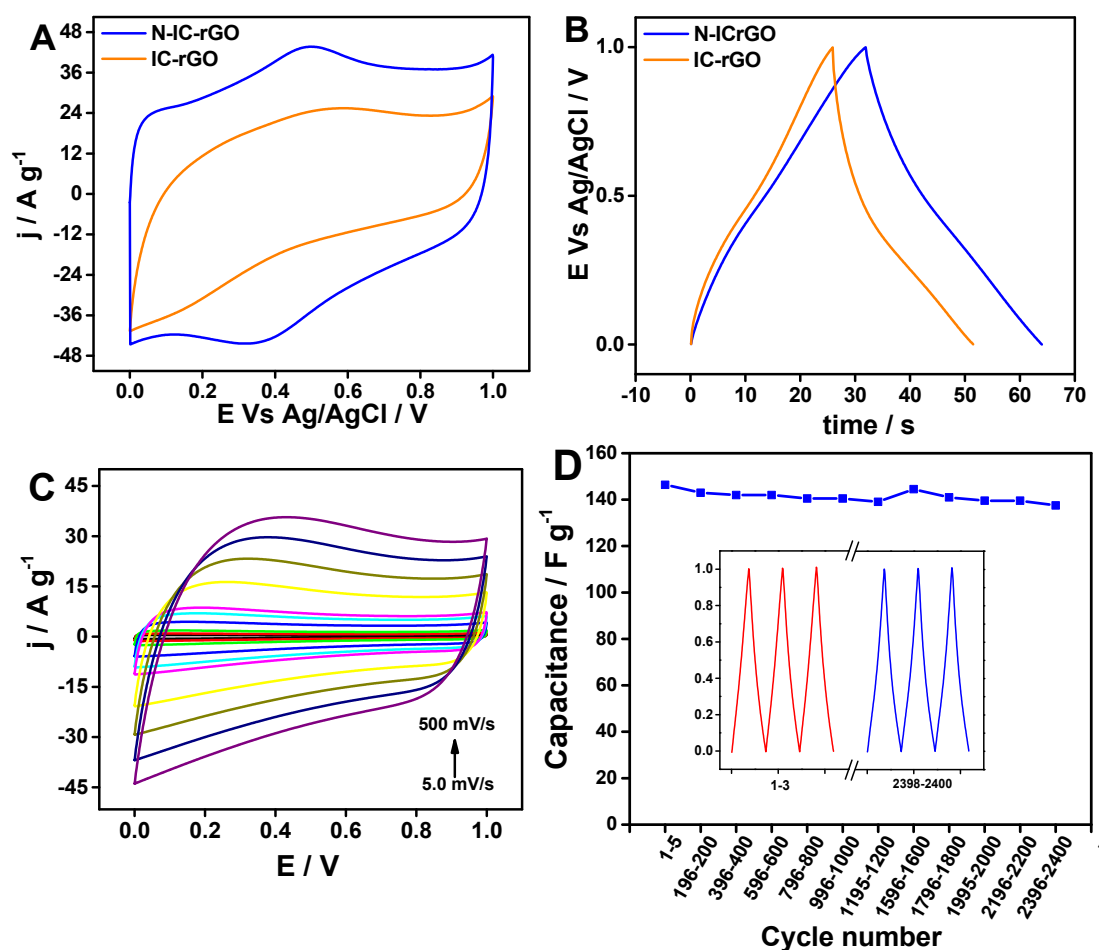 A
N-IC-rGO
IC-rGO
48
36
24
12
0
-12
-24
-36
-48
0.0 0.2 0.4 0.6 0.8 1.0
E Vs Ag/AgCl / V
j / A g-1
B
N-ICrGO
IC-rGO
1.0
0.5
0.0
-10 0 10 20 30 40 50 60 70
time / s
E Vs Ag/AgCl / V
C
45
30
15
0
-15
-30
-45
500 mV/s
5.0 mV/s
0.0 0.2 0.4 0.6 0.8 1.0
E / V
j / A g-1
D
160
140
120
100
80
60
40
20
0
Capacitance / F g-1
1.0
0.8
0.6
0.4
0.2
0.0
1-3
2398-2400
1-5
196-200
396-400
596-600
796-800
996-1000
1195-1200
1596-1600
1796-1800
1995-2000
2196-2200
2396-2400
Cycle number